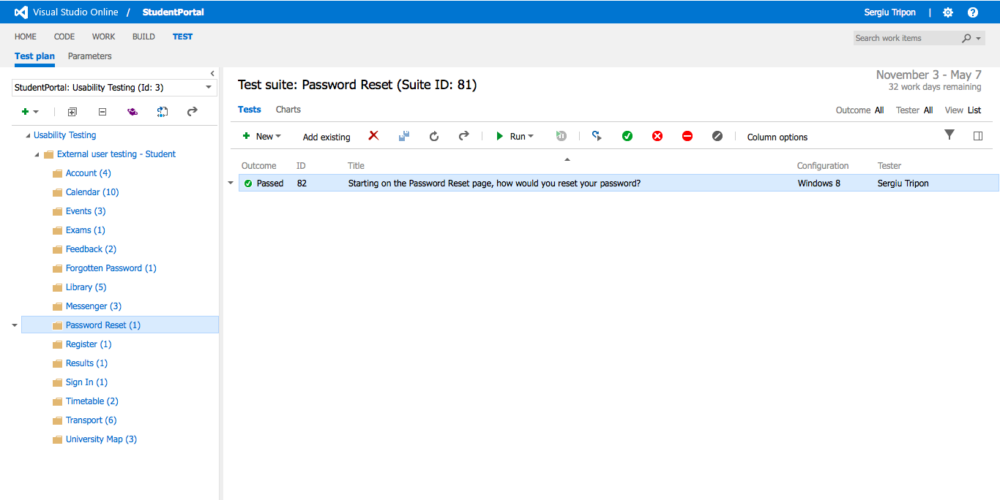 Visual Studio Online / StudentPortal
Sergiu Tripon |
HOME CODE WORK BUILD TEST
Search work items
Test plan Parameters
StudentPortal: Usability Testing (Id: 3)
Usability Testing
External user testing - Student
Account (4)
Calendar (10)
Events (3)
Exams (1)
Feedback (2)
Forgotten Password (1)
Library (5)
Messenger (3)
Password Reset (1)
Register (1)
Results (1)
Sign In (1)
Timetable (2)
Transport (6)
University Map (3)
Test suite: Password Reset (Suite ID: 81)
November 3 - May 7
32 work days remaining
Tests Charts
Outcome All Tester All View List
New Add existing Run Column options
Outcome ID Title Configuration Tester
Passed 82 Starting on the Password Reset page, how would you reset your password? Windows 8 Sergiu Tripon